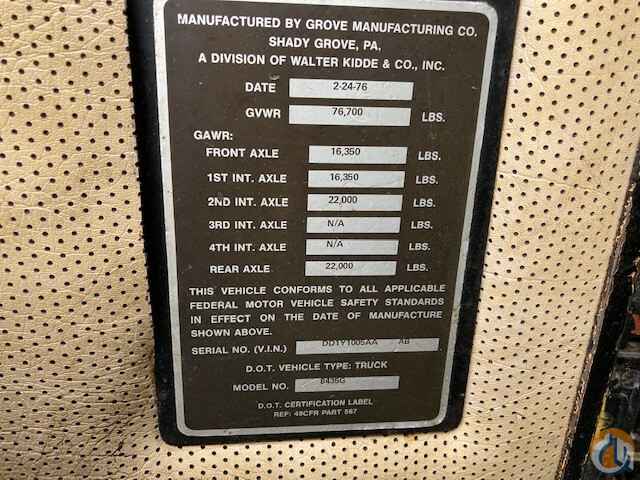 MANUFACTURED BY GROVE MANUFACTURING CO.
SHADY GROVE, PA.
A DIVISION OF WALTER KIDDE & CO., INC.
DATE 2-24-76
GVWR 76,700 LBS.
GAWR:
FRONT AXLE 16,350 LBS.
1ST INT. AXLE 16,350 LBS.
2ND INT. AXLE 22,000 LBS.
3RD INT. AXLE N/A LBS.
4TH INT. AXLE N/A LBS.
REAR AXLE 22,000 LBS.
THIS VEHICLE CONFORMS TO ALL APPLICABLE
FEDERAL MOTOR VEHICLE SAFETY STANDARDS
IN EFFECT ON THE DATE OF MANUFACTURE
SHOWN ABOVE.
SERIAL NO. (V.I.N.) DD1Y1005AA AB
D.O.T. VEHICLE TYPE: TRUCK
MODEL NO. 8435G
D.O.T. CERTIFICATION LABEL
REF: 49CFR PART 567